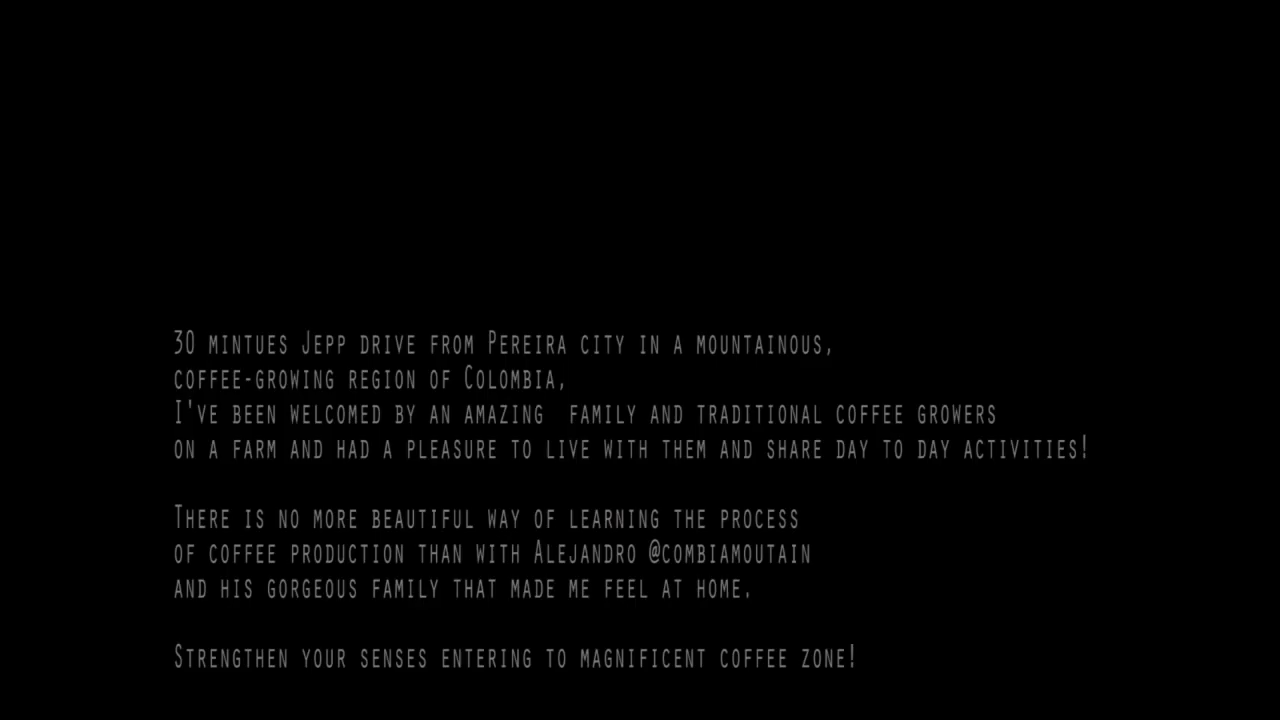 30 mintues Jepp drive from Pereira city in a mountainous,
coffee-growing region of Colombia,
I've been welcomed by an amazing  family and traditional coffee growers
on a farm and had a pleasure to live with them and share day to day activities!
There is no more beautiful way of learning the process
of coffee production than with Alejandro @combiamoutain
and his gorgeous family that made me feel at home.
Strengthen your senses entering to magnificent coffee zone!